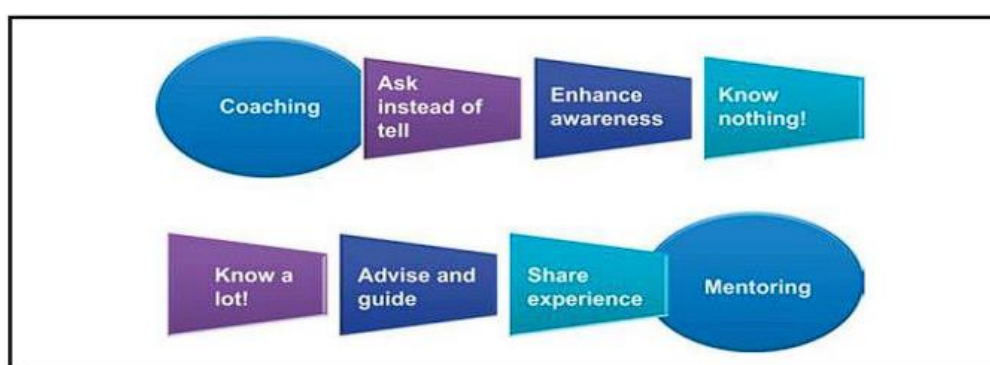 Coaching
Ask
instead of
tell
Enhance
awareness
Know
nothing!
Know a
lot!
Advise and
guide
Share
experience
Mentoring